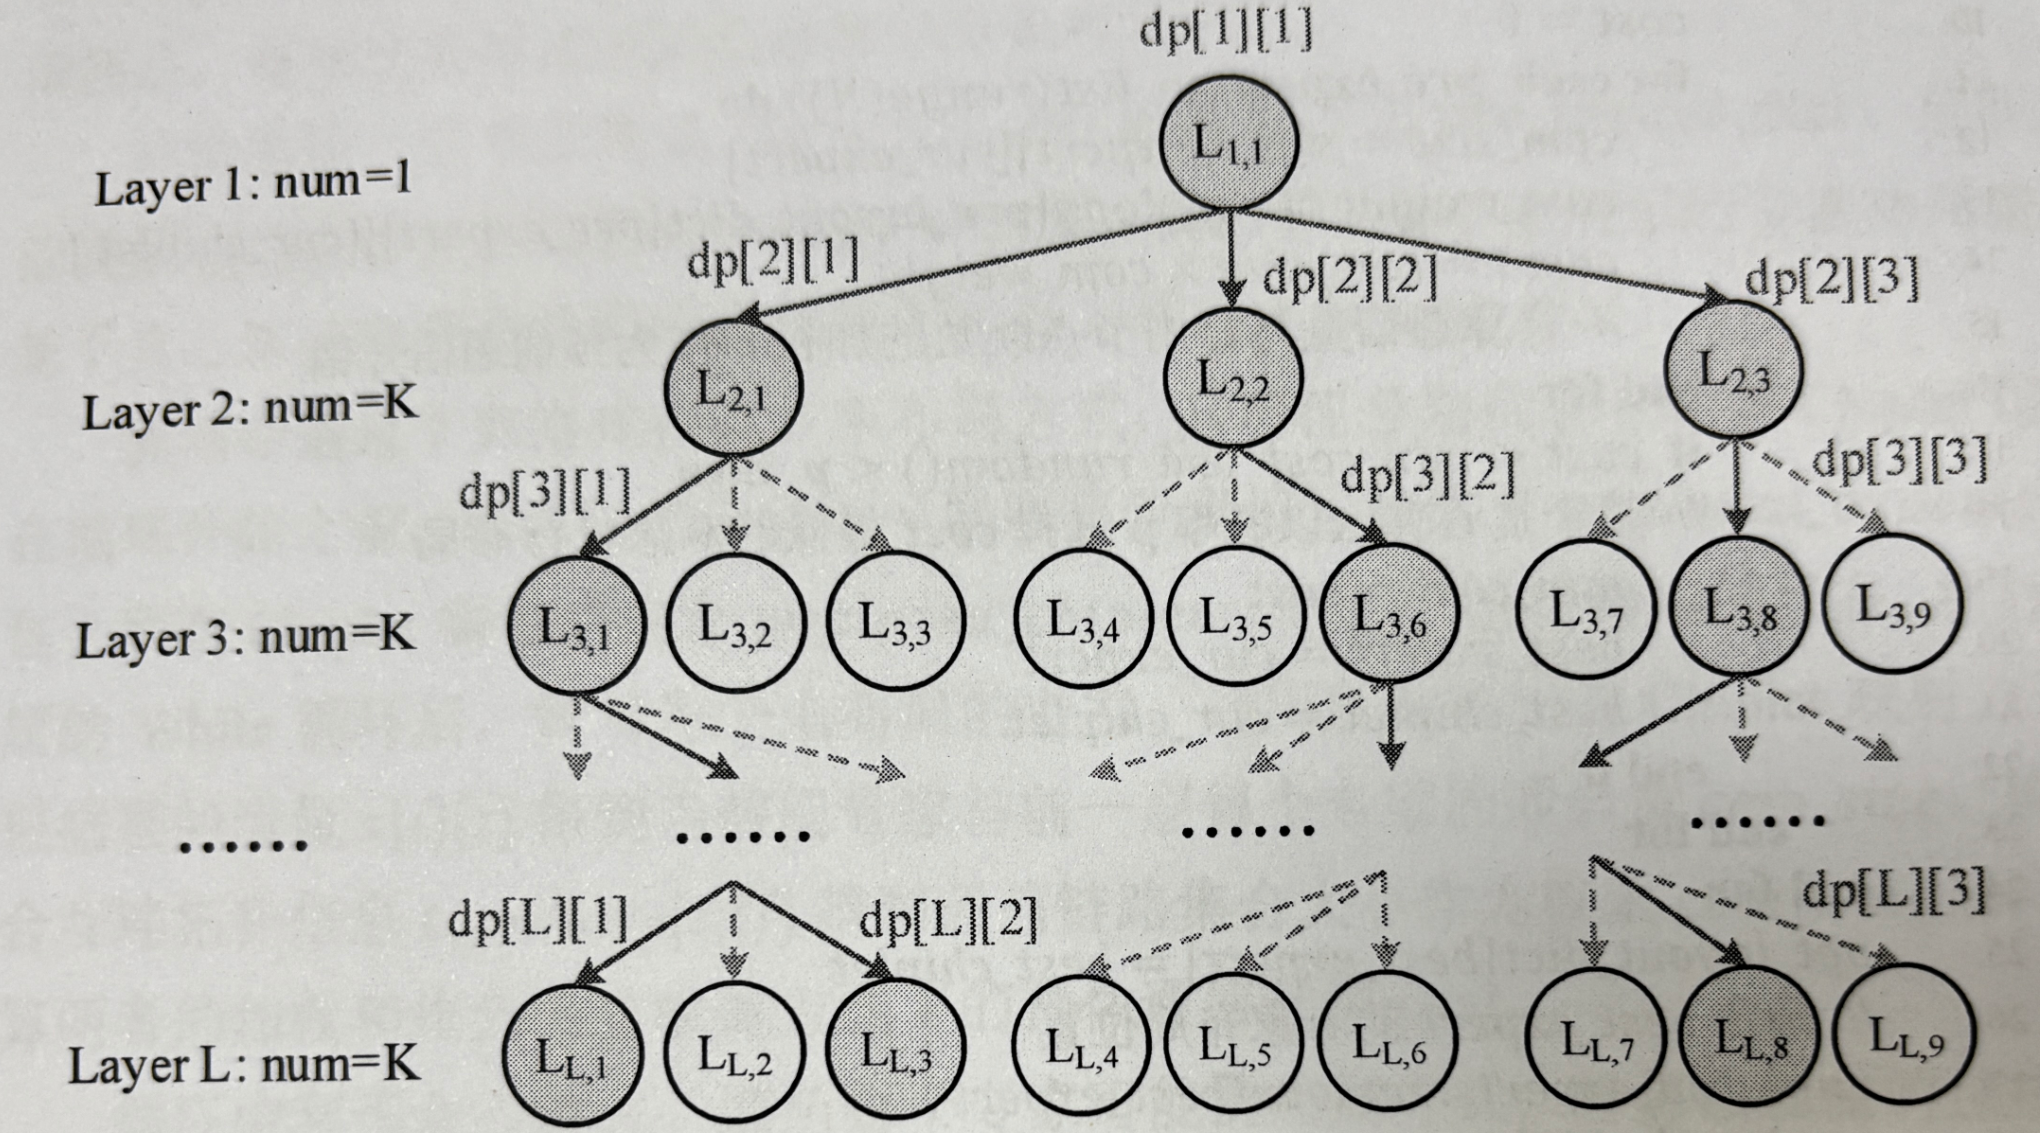 dp[1][1]
L1,1
Layer 1: num=1
dp[2][1]
dp[2][2]
dp[2][3]
Layer 2: num=K
L2,1
L2,2
L2,3
dp[3][1]
dp[3][2]
dp[3][3]
Layer 3: num=K
L3,1
L3,2
L3,3
L3,4
L3,5
L3,6
L3,7
L3,8
L3,9
......
......
......
......
dp[L][1]
dp[L][2]
dp[L][3]
Layer L: num=K
LL,1
LL,2
LL,3
LL,4
LL,5
LL,6
LL,7
LL,8
LL,9